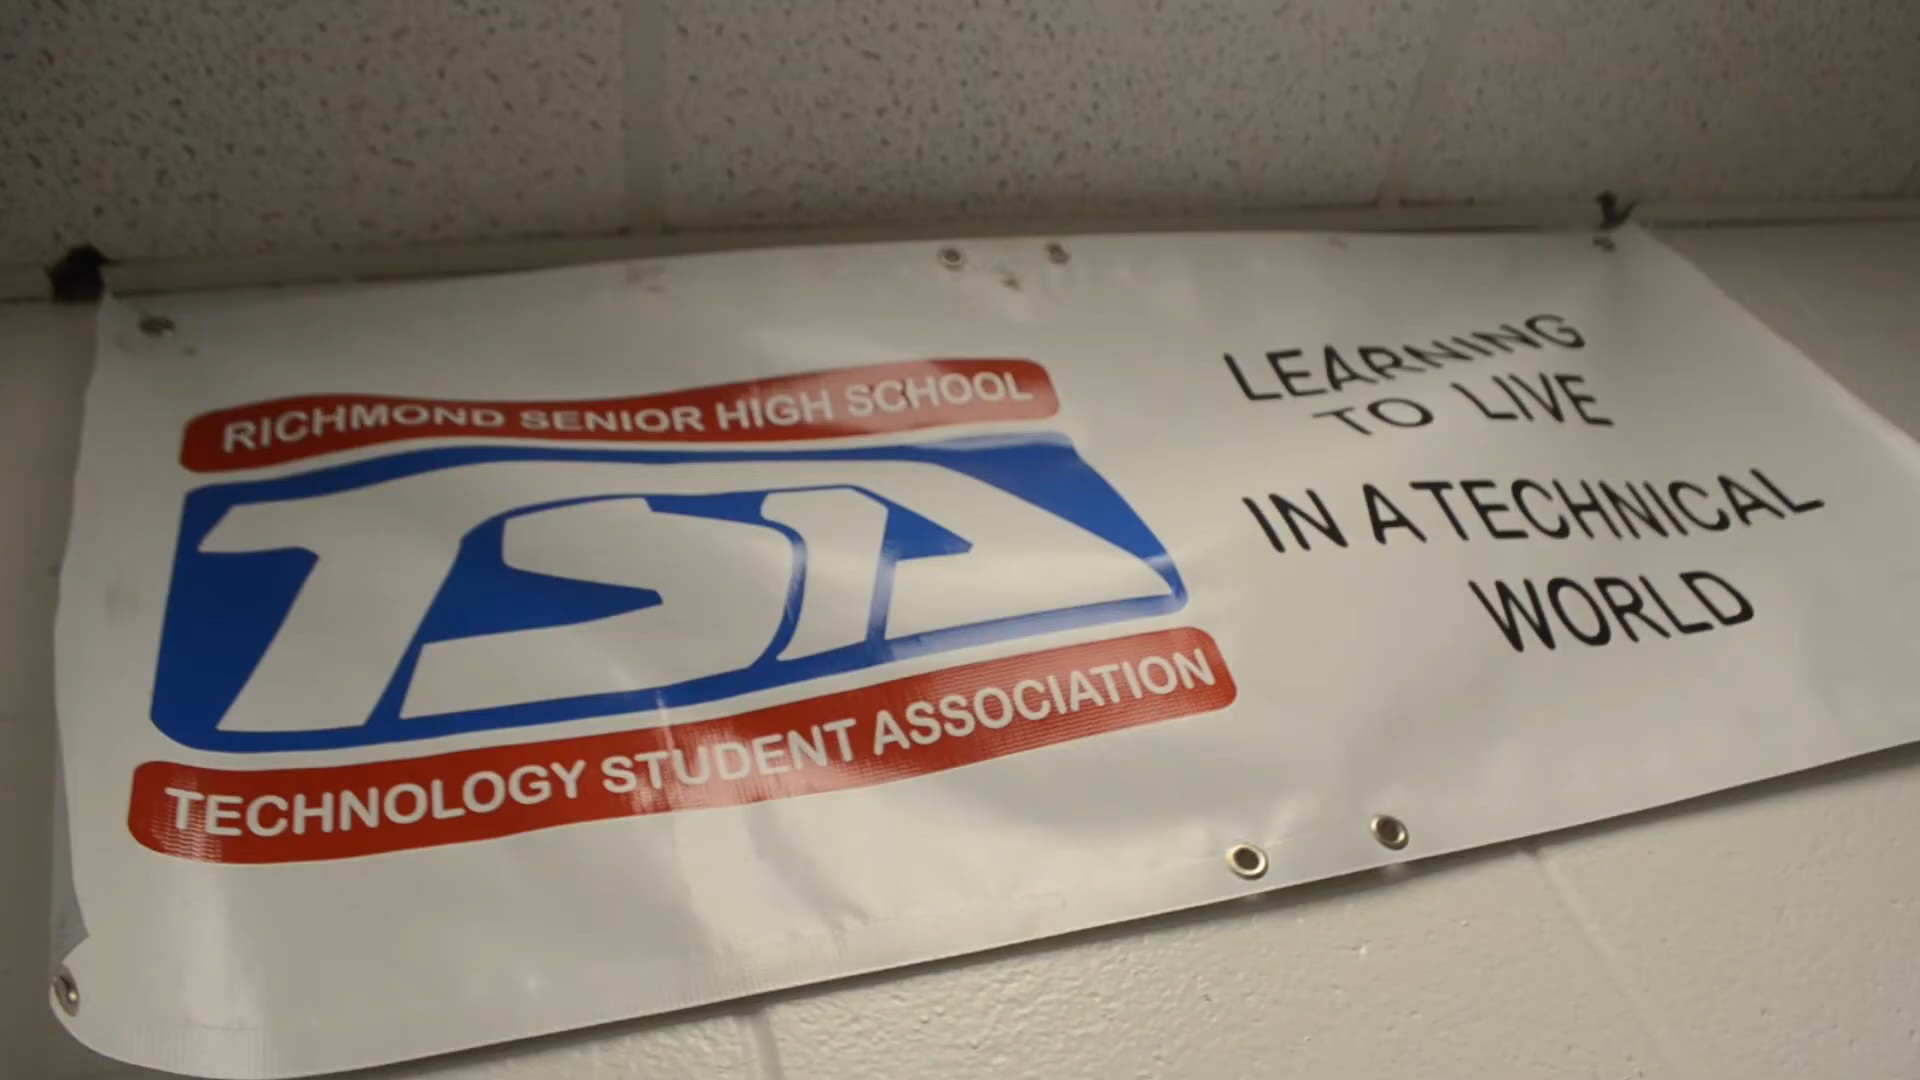 RICHMOND SENIOR HIGH SCHOOL
TSA
TECHNOLOGY STUDENT ASSOCIATION
LEARNING
TO LIVE
IN A TECHNICAL
WORLD